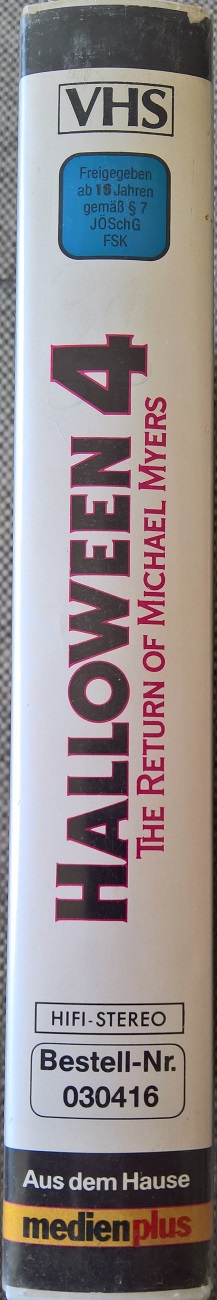 VHS
Freigegeben
ab 16 Jahren
gemäß § 7
JÖSchG
FSK
HALLOWEEN 4
THE RETURN OF MICHAEL MYERS
HIFI-STEREO
Bestell-Nr.
030416
Aus dem Hause
medienplus